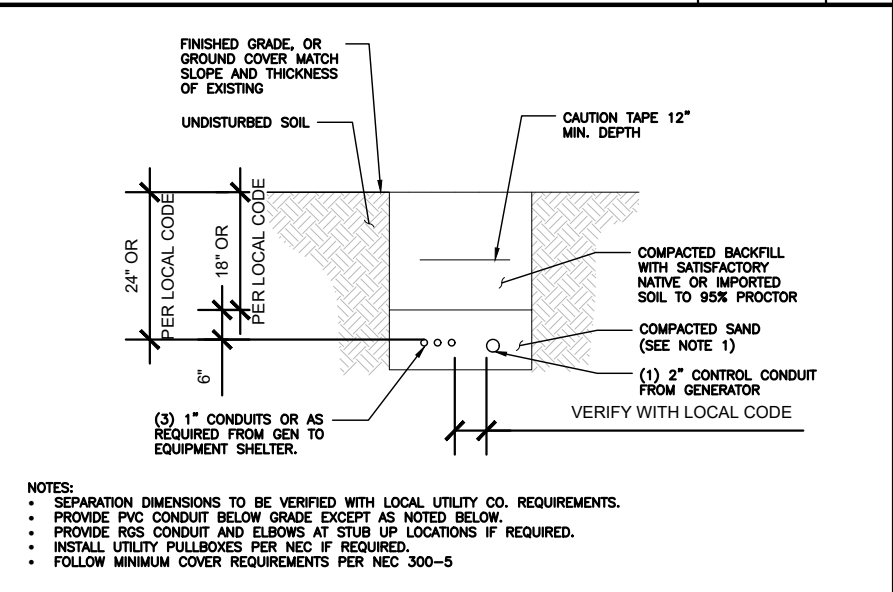 FINISHED GRADE, OR
GROUND COVER MATCH
SLOPE AND THICKNESS
OF EXISTING
UNDISTURBED SOIL
CAUTION TAPE 12"
MIN. DEPTH
24" OR
PER LOCAL CODE
18" OR
PER LOCAL CODE
6"
COMPACTED BACKFILL
WITH SATISFACTORY
NATIVE OR IMPORTED
SOIL TO 95% PROCTOR
COMPACTED SAND
(SEE NOTE 1)
(1) 2" CONTROL CONDUIT
FROM GENERATOR
VERIFY WITH LOCAL CODE
(3) 1" CONDUITS OR AS
REQUIRED FROM GEN TO
EQUIPMENT SHELTER.
NOTES:
• SEPARATION DIMENSIONS TO BE VERIFIED WITH LOCAL UTILITY CO. REQUIREMENTS.
• PROVIDE PVC CONDUIT BELOW GRADE EXCEPT AS NOTED BELOW.
• PROVIDE RGS CONDUIT AND ELBOWS AT STUB UP LOCATIONS IF REQUIRED.
• INSTALL UTILITY PULLBOXES PER NEC IF REQUIRED.
• FOLLOW MINIMUM COVER REQUIREMENTS PER NEC 300-5